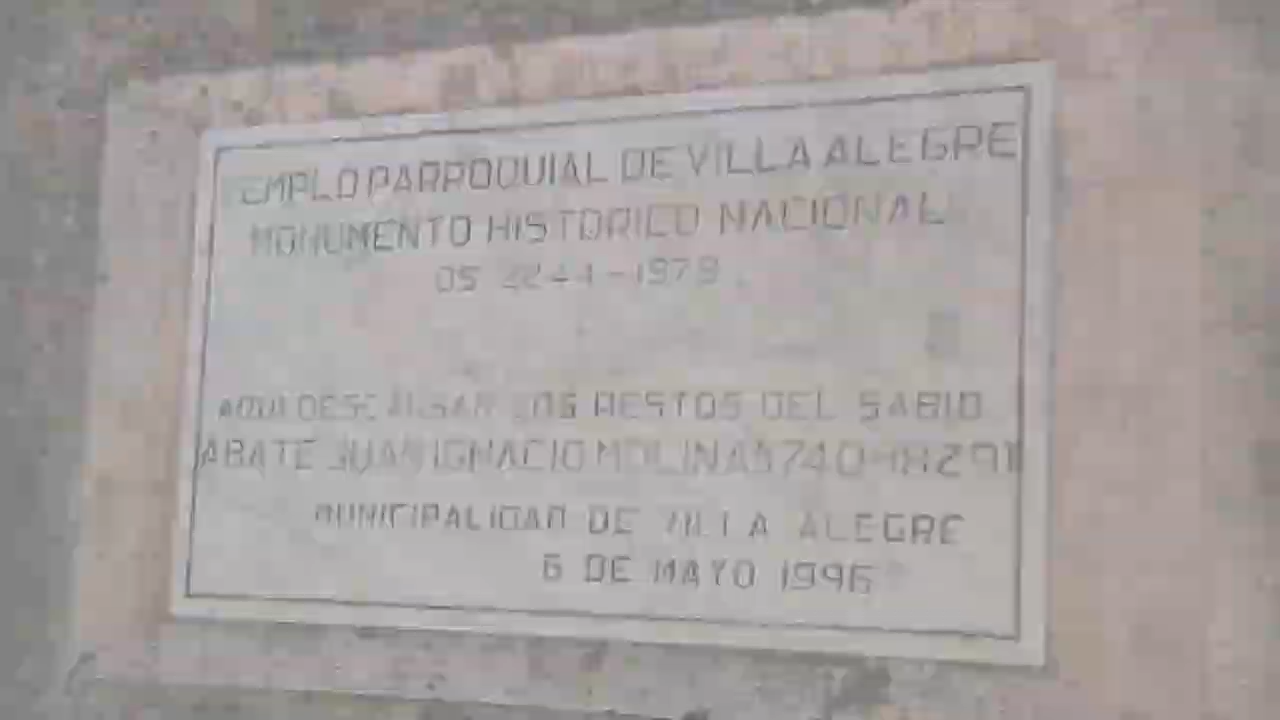 TEMPLO PARROQUIAL DE VILLA ALEGRE
MONUMENTO HISTORICO NACIONAL
DS 2244-1979
AQUI DESCANSAN LOS RESTOS DEL SABIO
ABATE JUAN IGNACIO MOLINA (1740-1829)
MUNICIPALIDAD DE VILLA ALEGRE
6 DE MAYO 1996